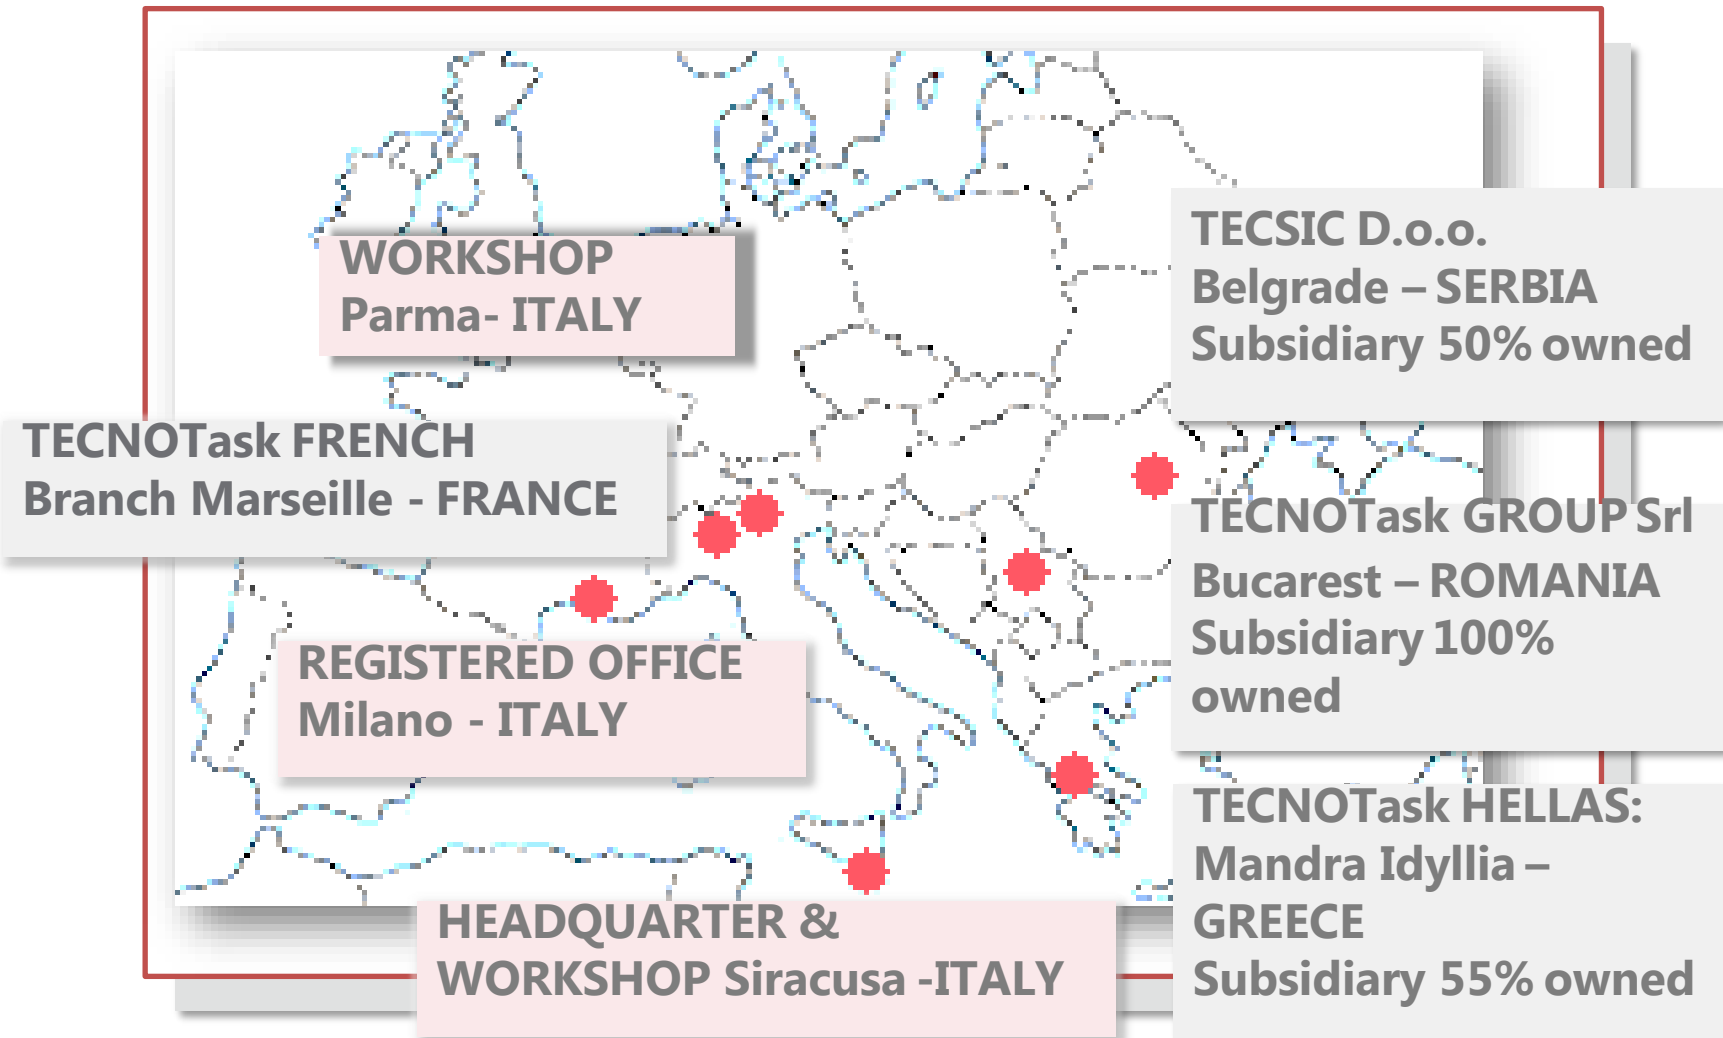 WORKSHOP
Parma- ITALY
TECNOTask FRENCH
Branch Marseille - FRANCE
REGISTERED OFFICE
Milano - ITALY
HEADQUARTER &
WORKSHOP Siracusa -ITALY
TECSIC D.o.o.
Belgrade – SERBIA
Subsidiary 50% owned
TECNOTask GROUP Srl
Bucarest – ROMANIA
Subsidiary 100%
owned
TECNOTask HELLAS:
Mandra Idyllia –
GREECE
Subsidiary 55% owned